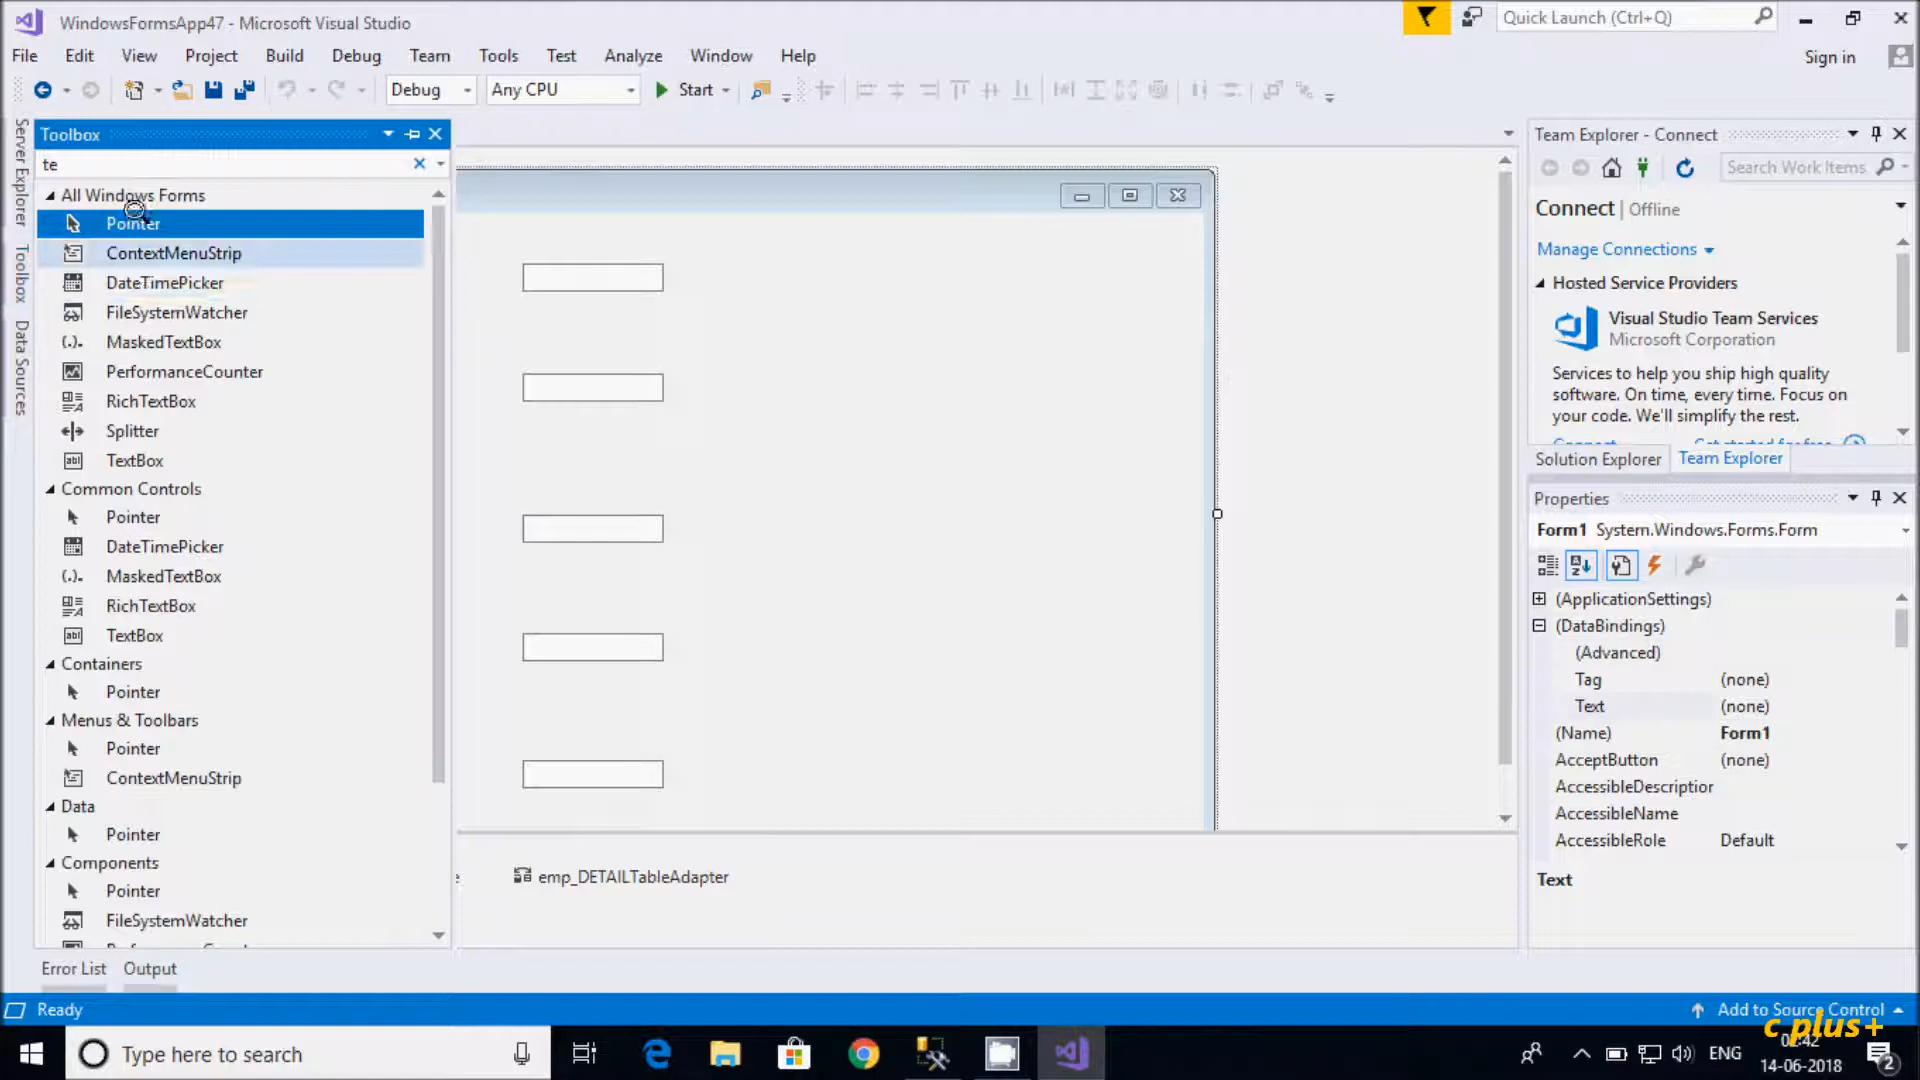 WindowsFormsApp47 - Microsoft Visual Studio
Quick Launch (Ctrl+Q)
File Edit View Project Build Debug Team Tools Test Analyze Window Help
Sign in
Debug Any CPU Start
Server Explorer
Toolbox
Data Sources
Toolbox
te
All Windows Forms
Pointer
ContextMenuStrip
DateTimePicker
FileSystemWatcher
MaskedTextBox
PerformanceCounter
RichTextBox
Splitter
TextBox
Common Controls
Pointer
DateTimePicker
MaskedTextBox
RichTextBox
TextBox
Containers
Pointer
Menus & Toolbars
Pointer
ContextMenuStrip
Data
Pointer
Components
Pointer
FileSystemWatcher
emp_DETAILTableAdapter
Team Explorer - Connect
Search Work Items
Connect | Offline
Manage Connections
Hosted Service Providers
Visual Studio Team Services
Microsoft Corporation
Services to help you ship high quality
software. On time, every time. Focus on
your code. We'll simplify the rest.
Solution Explorer Team Explorer
Properties
Form1 System.Windows.Forms.Form
(ApplicationSettings)
(DataBindings)
(Advanced)
Tag (none)
Text (none)
(Name) Form1
AcceptButton (none)
AccessibleDescription
AccessibleName
AccessibleRole Default
Text
Error List Output
Ready
Add to Source Control
c plus+
Type here to search
ENG
02:42
14-06-2018
2